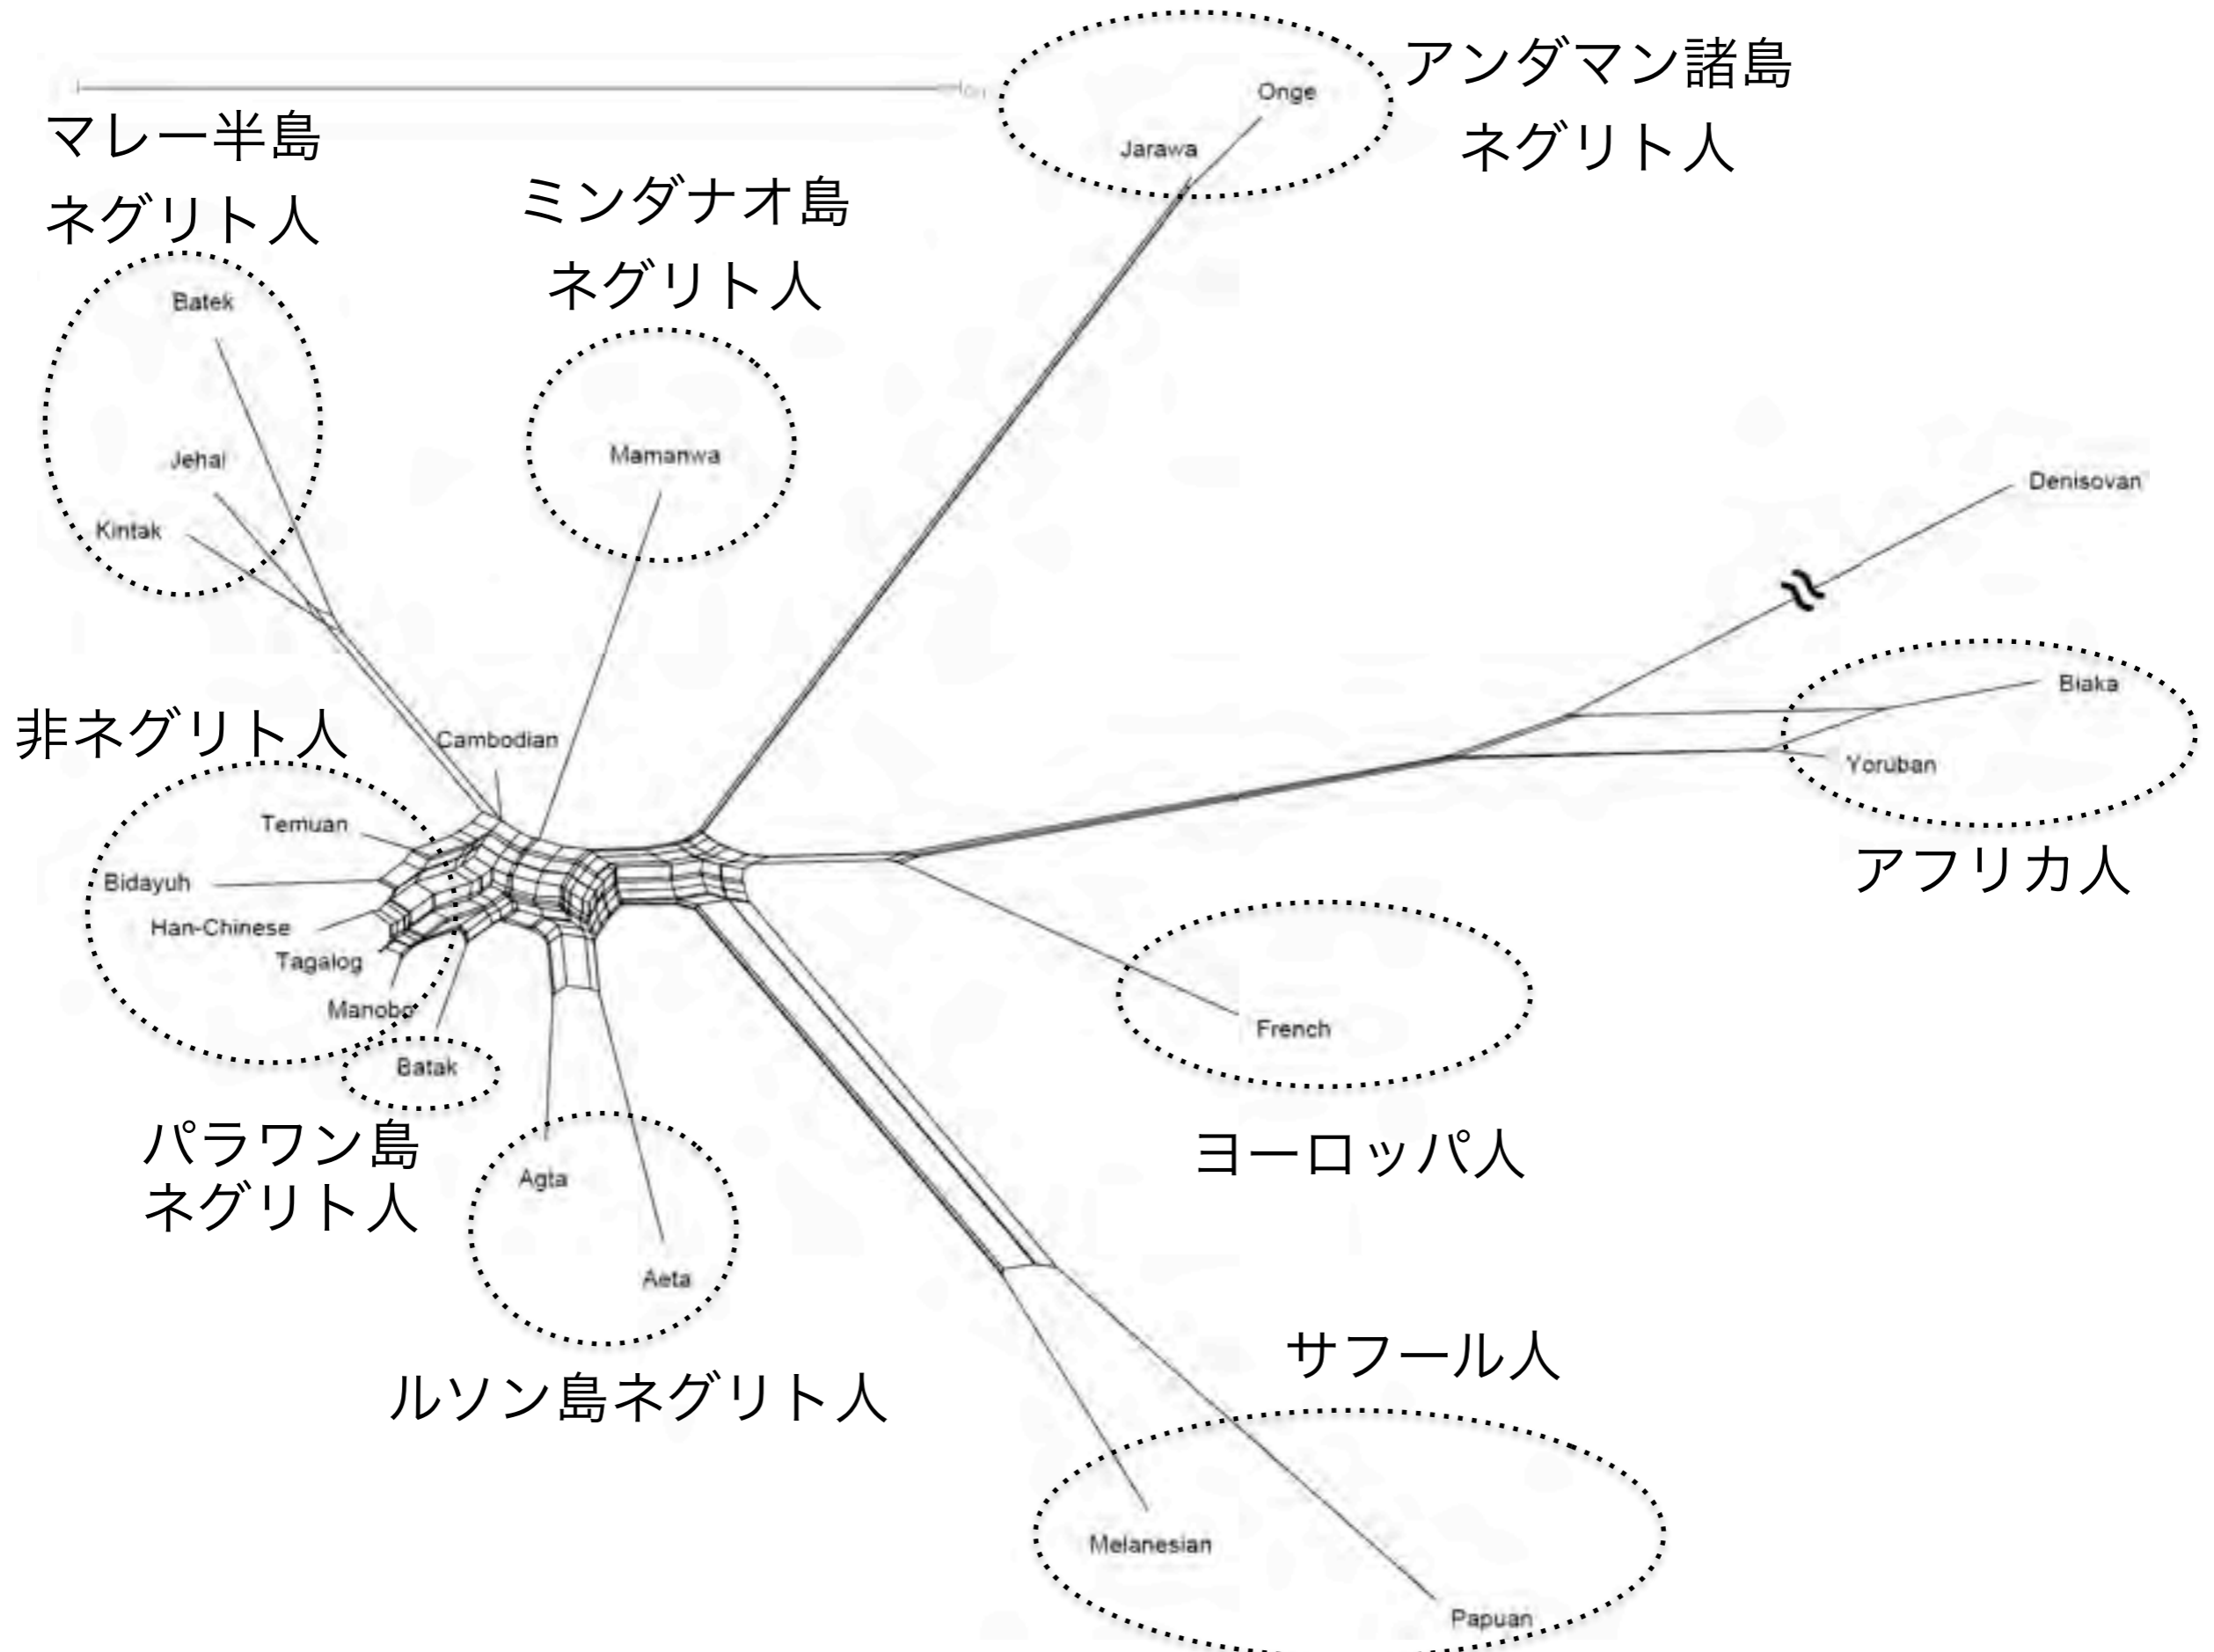 アンダマン諸島
ネグリト人
Onge
Jarawa
マレー半島
ネグリト人
ミンダナオ島
ネグリト人
Batek
Jehai
Kintak
Mamanwa
Denisovan
Biaka
Yoruban
アフリカ人
非ネグリト人
Cambodian
Temuan
Bidayuh
Han-Chinese
Tagalog
Manobo
Batak
パラワン島
ネグリト人
French
ヨーロッパ人
Agta
Aeta
ルソン島ネグリト人
サフール人
Melanesian
Papuan